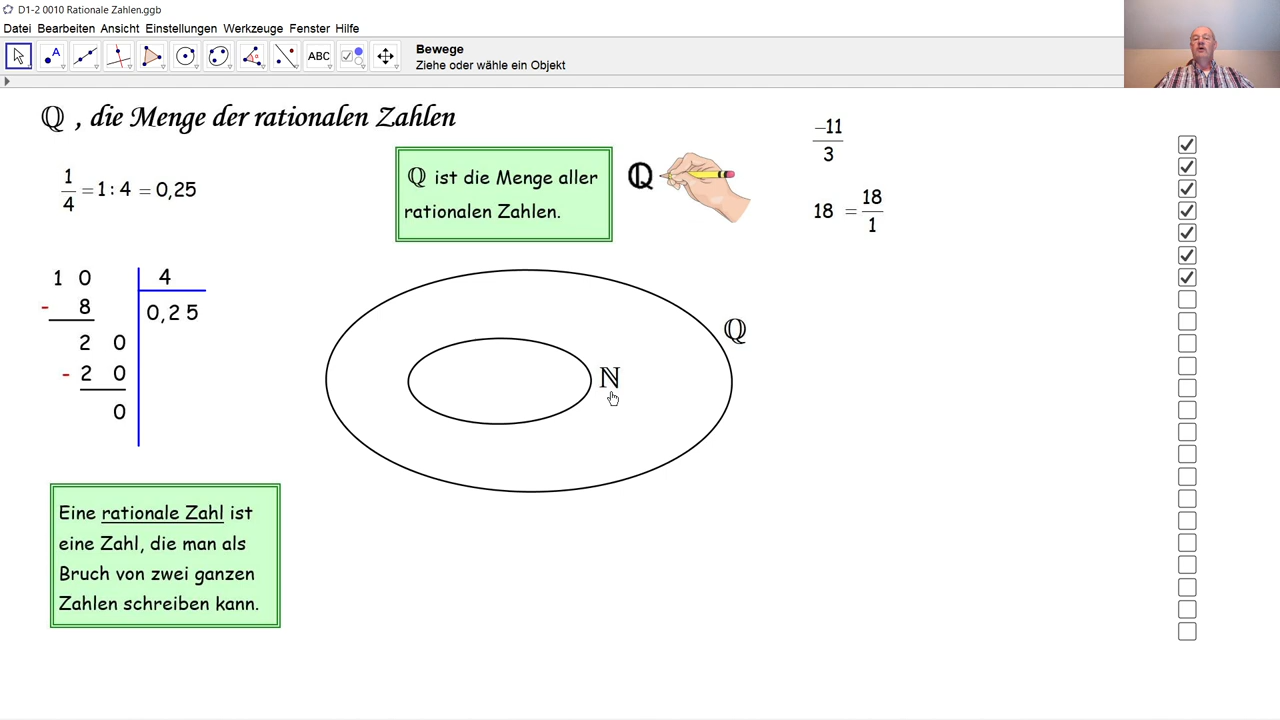 D1-2 0010 Rationale Zahlen.ggb
Datei Bearbeiten Ansicht Einstellungen Werkzeuge Fenster Hilfe
A
ABC
Bewege
Ziehe oder wähle ein Objekt
ℚ , die Menge der rationalen Zahlen
1/4 = 1 : 4 = 0,25
ℚ ist die Menge aller
rationalen Zahlen.
ℚ
-11/3
18 = 18/1
1 0 4
- 8 0,2 5
2 0
- 2 0
0
ℚ
ℕ
Eine rationale Zahl ist
eine Zahl, die man als
Bruch von zwei ganzen
Zahlen schreiben kann.